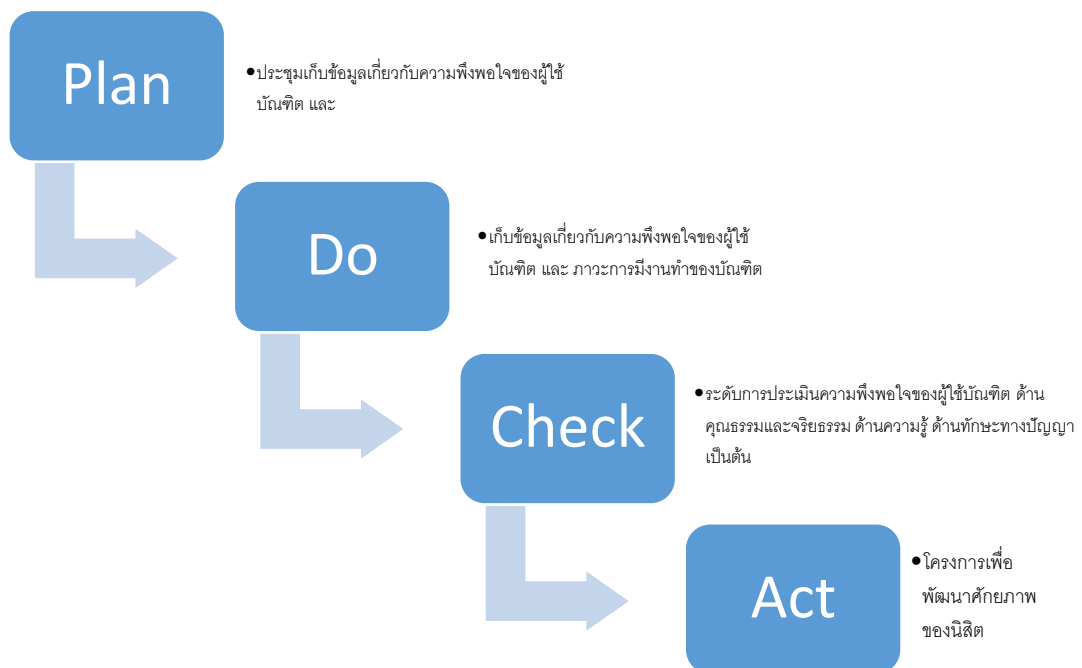 Plan
•ประชุมเก็บข้อมูลเกี่ยวกับความพึงพอใจของผู้ใช้
บัณฑิต และ
Do
•เก็บข้อมูลเกี่ยวกับความพึงพอใจของผู้ใช้
บัณฑิต และ ภาวะการมีงานทำของบัณฑิต
Check
•ระดับการประเมินความพึงพอใจของผู้ใช้บัณฑิต ด้าน
คุณธรรมและจริยธรรม ด้านความรู้ ด้านทักษะทางปัญญา
เป็นต้น
Act
•โครงการเพื่อ
พัฒนาศักยภาพ
ของนิสิต